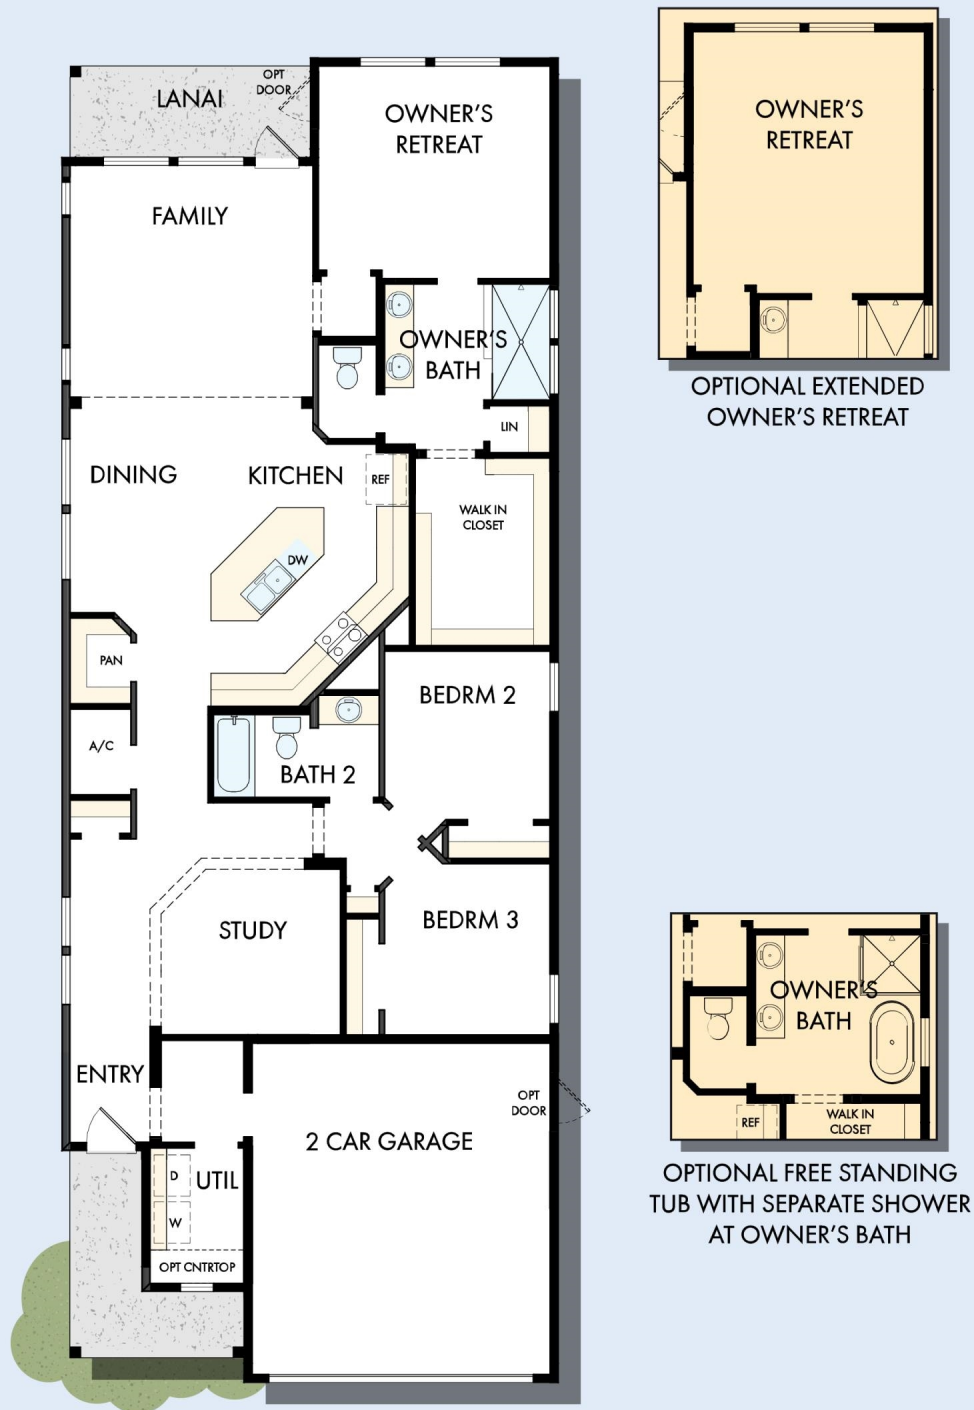 LANAI
OPT
DOOR
OWNER'S
RETREAT
FAMILY
OWNER'S
BATH
LIN
DINING
KITCHEN
REF
WALK IN
CLOSET
DW
PAN
BEDRM 2
A/C
BATH 2
STUDY
BEDRM 3
ENTRY
OPT
DOOR
2 CAR GARAGE
D
UTIL
W
OPT CNTRTOP
OWNER'S
RETREAT
OPTIONAL EXTENDED
OWNER'S RETREAT
OWNER'S
BATH
REF
WALK IN
CLOSET
OPTIONAL FREE STANDING
TUB WITH SEPARATE SHOWER
AT OWNER'S BATH